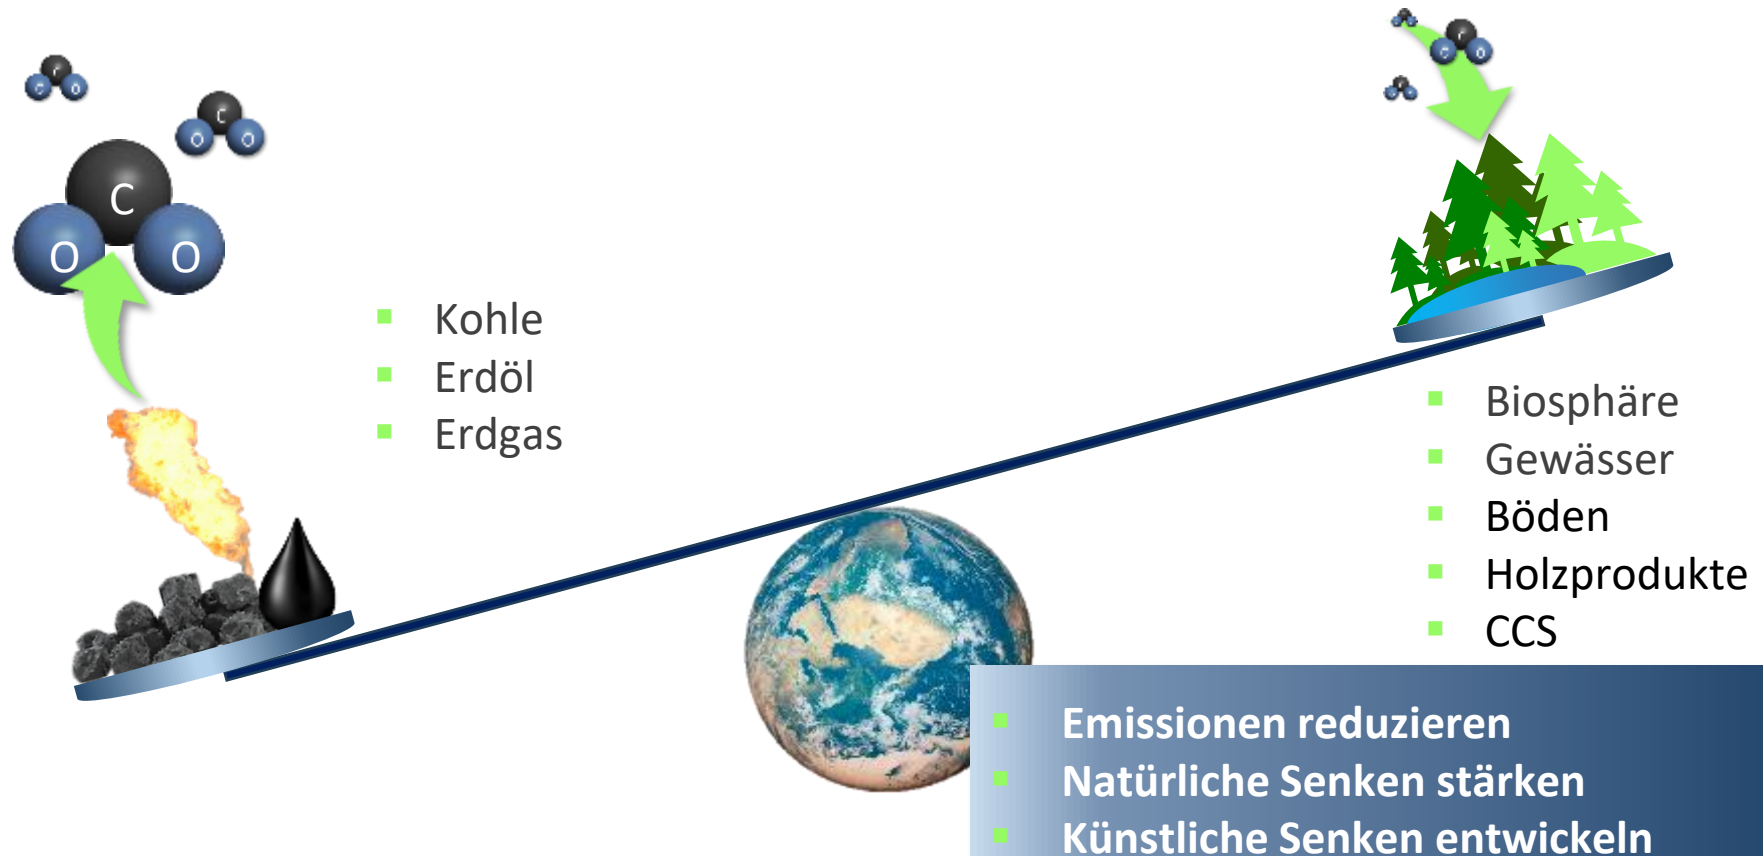 C
O O
C
O O
C
O O
Kohle
Erdöl
Erdgas
C
O O
Biosphäre
Gewässer
Böden
Holzprodukte
CCS
Emissionen reduzieren
Natürliche Senken stärken
Künstliche Senken entwickeln